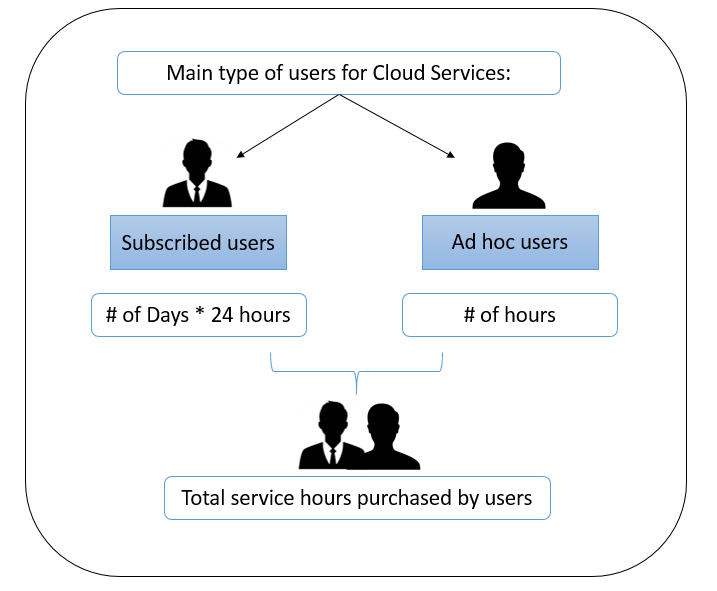 Main type of users for Cloud Services:
Subscribed users
Ad hoc users
# of Days * 24 hours
# of hours
Total service hours purchased by users